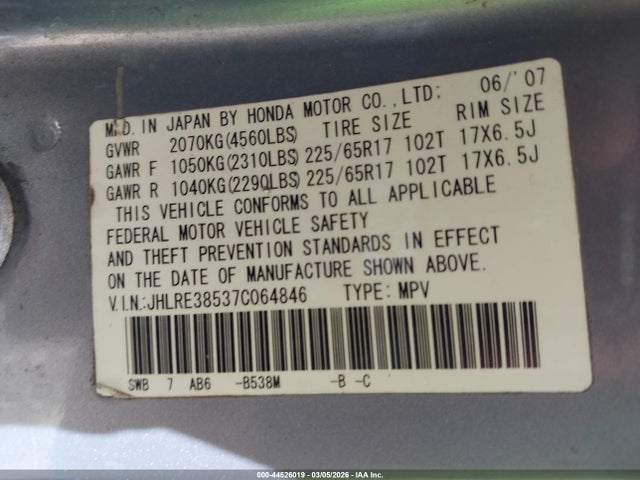 MFD. IN JAPAN BY HONDA MOTOR CO.,LTD: 06/'07
GVWR 2070KG(4560LBS) TIRE SIZE RIM SIZE
GAWR F 1050KG(2310LBS) 225/65R17 102T 17X6.5J
GAWR R 1040KG(2290LBS) 225/65R17 102T 17X6.5J
THIS VEHICLE CONFORMS TO ALL APPLICABLE
FEDERAL MOTOR VEHICLE SAFETY
AND THEFT PREVENTION STANDARDS IN EFFECT
ON THE DATE OF MANUFACTURE SHOWN ABOVE.
V.I.N.:JHLRE38537C064846 TYPE: MPV
SWB 7 AB6 -B538M -B -C
000-44526019 - 03/05/2026 - IAA Inc.